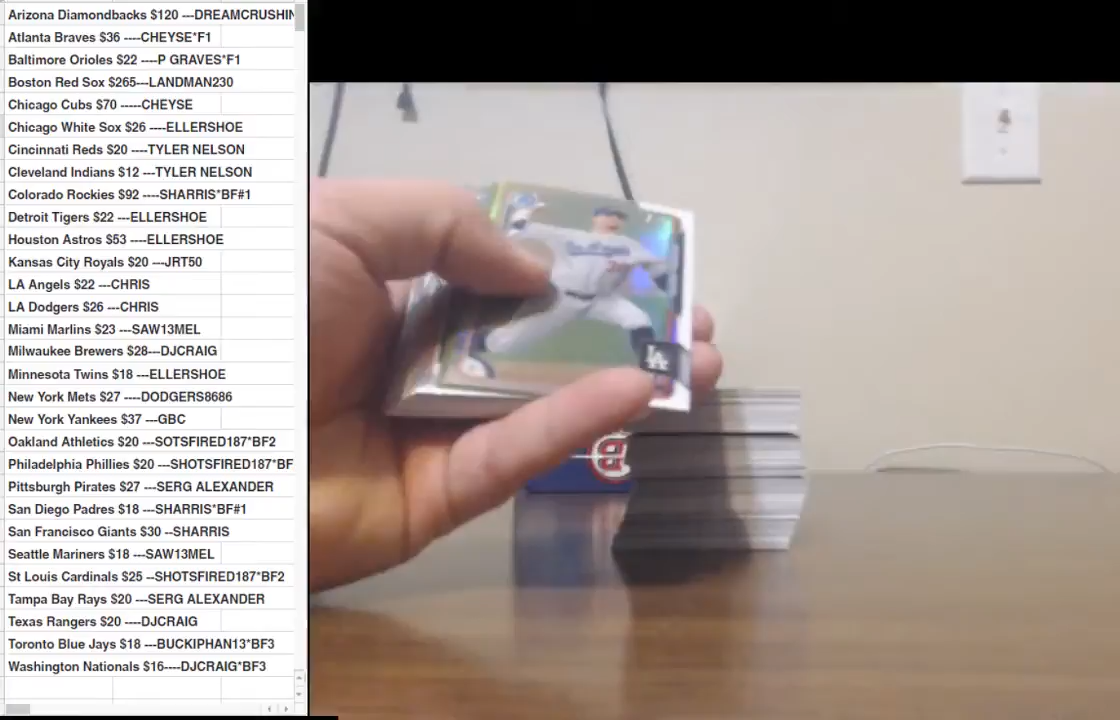 Arizona Diamondbacks $120 ---DREAMCRUSHIN
Atlanta Braves $36 ----CHEYSE*F1
Baltimore Orioles $22 ----P GRAVES*F1
Boston Red Sox $265---LANDMAN230
Chicago Cubs $70 -----CHEYSE
Chicago White Sox $26 ----ELLERSHOE
Cincinnati Reds $20 ----TYLER NELSON
Cleveland Indians $12 ---TYLER NELSON
Colorado Rockies $92 ----SHARRIS*BF#1
Detroit Tigers $22 ---ELLERSHOE
Houston Astros $53 ----ELLERSHOE
Kansas City Royals $20 ---JRT50
LA Angels $22 ---CHRIS
LA Dodgers $26 ---CHRIS
Miami Marlins $23 ---SAW13MEL
Milwaukee Brewers $28---DJCRAIG
Minnesota Twins $18 ---ELLERSHOE
New York Mets $27 ----DODGERS8686
New York Yankees $37 ---GBC
Oakland Athletics $20 ---SOTSFIRED187*BF2
Philadelphia Phillies $20 ---SHOTSFIRED187*BF
Pittsburgh Pirates $27 ---SERG ALEXANDER
San Diego Padres $18 ---SHARRIS*BF#1
San Francisco Giants $30 --SHARRIS
Seattle Mariners $18 ---SAW13MEL
St Louis Cardinals $25 --SHOTSFIRED187*BF2
Tampa Bay Rays $20 ---SERG ALEXANDER
Texas Rangers $20 ----DJCRAIG
Toronto Blue Jays $18 ---BUCKIPHAN13*BF3
Washington Nationals $16----DJCRAIG*BF3
Dodgers
LA